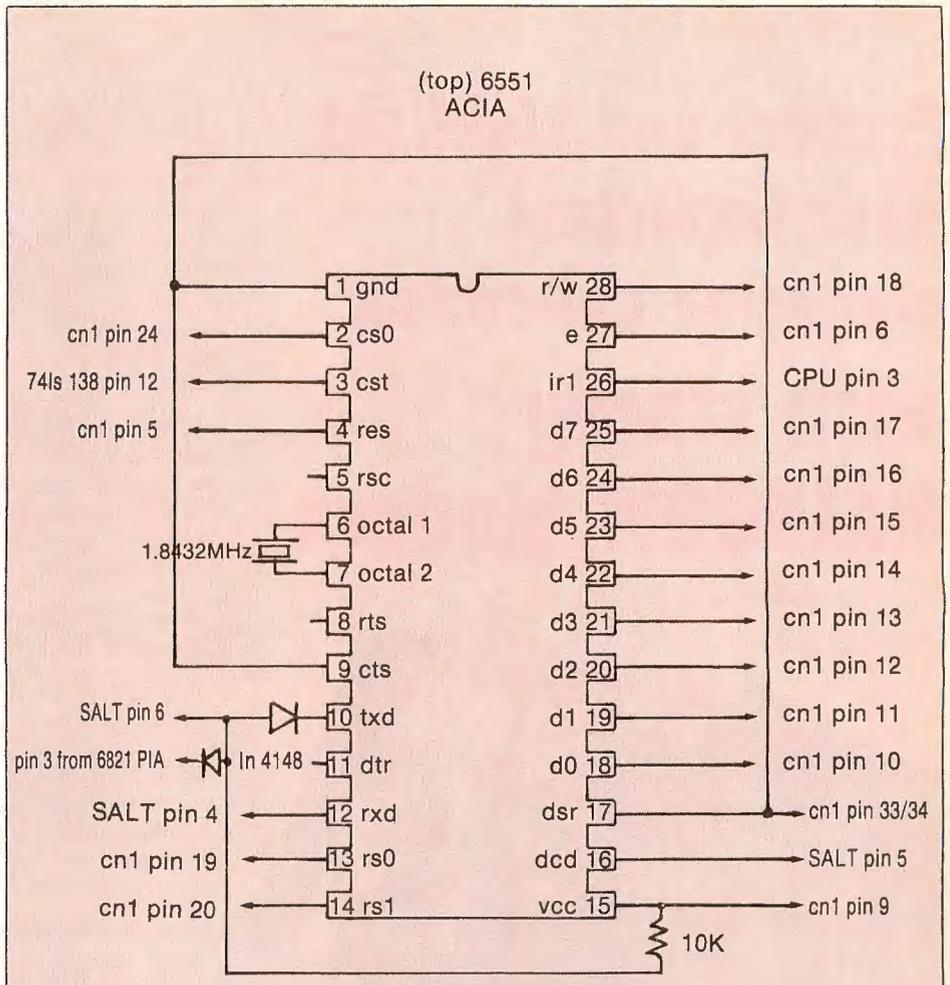 (top) 6551
ACIA
1 gnd
r/w 28
cn1 pin 18
cn1 pin 24
2 cs0
e 27
cn1 pin 6
74ls 138 pin 12
3 cst
ir1 26
CPU pin 3
cn1 pin 5
4 res
d7 25
cn1 pin 17
5 rsc
d6 24
cn1 pin 16
6 octal 1
d5 23
cn1 pin 15
1.8432MHz
7 octal 2
d4 22
cn1 pin 14
8 rts
d3 21
cn1 pin 13
9 cts
d2 20
cn1 pin 12
SALT pin 6
10 txd
d1 19
cn1 pin 11
pin 3 from 6821 PIA
In 4148
11 dtr
d0 18
cn1 pin 10
SALT pin 4
12 rxd
dsr 17
cn1 pin 33/34
cn1 pin 19
13 rs0
dcd 16
SALT pin 5
cn1 pin 20
14 rs1
vcc 15
cn1 pin 9
10K